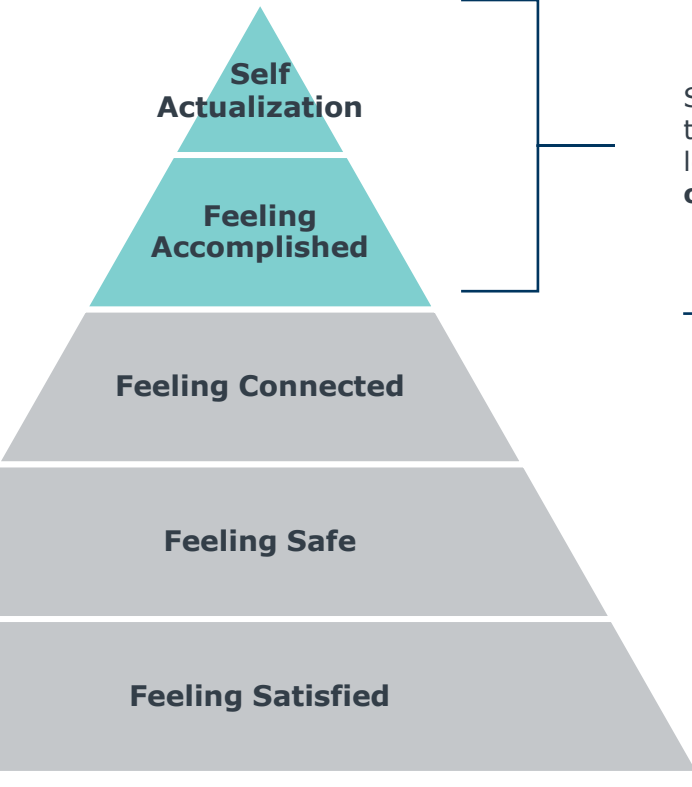 Self
Actualization
Feeling
Accomplished
Feeling Connected
Feeling Safe
Feeling Satisfied